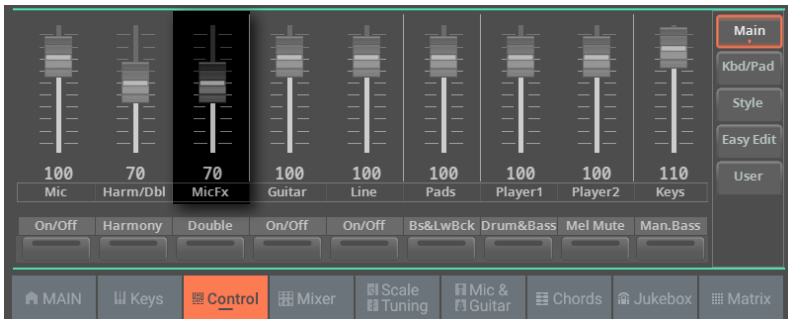 Main
Kbd/Pad
Style
Easy Edit
User
100 70 70 100 100 100 100 100 110
Mic Harm/Dbl MicFx Guitar Line Pads Player1 Player2 Keys
On/Off Harmony Double On/Off On/Off Bs&LwBck Drum&Bass Mel Mute Man.Bass
MAIN Keys Control Mixer Scale Tuning Mic & Guitar Chords Jukebox Matrix